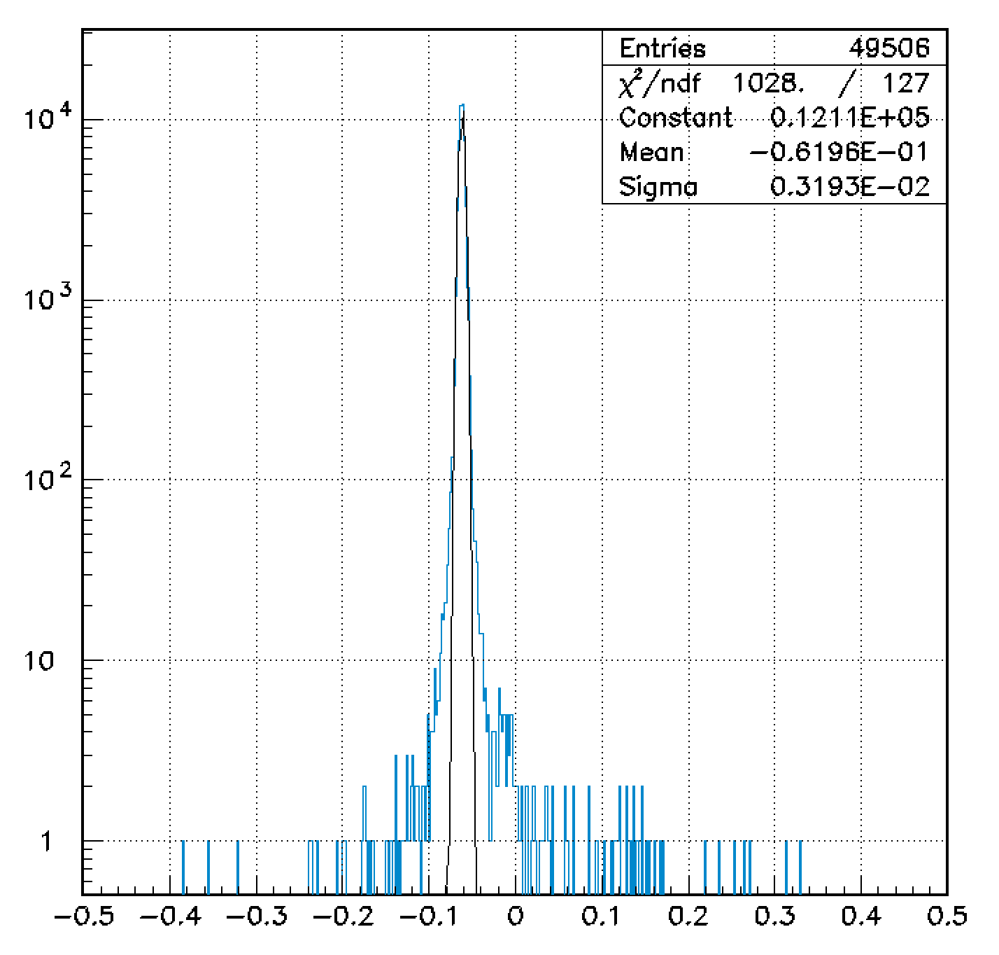 Entries 49506
χ²/ndf 1028. / 127
Constant 0.1211E+05
Mean −0.6196E−01
Sigma 0.3193E−02
10⁴
10³
10²
10
1
−0.5 −0.4 −0.3 −0.2 −0.1 0 0.1 0.2 0.3 0.4 0.5